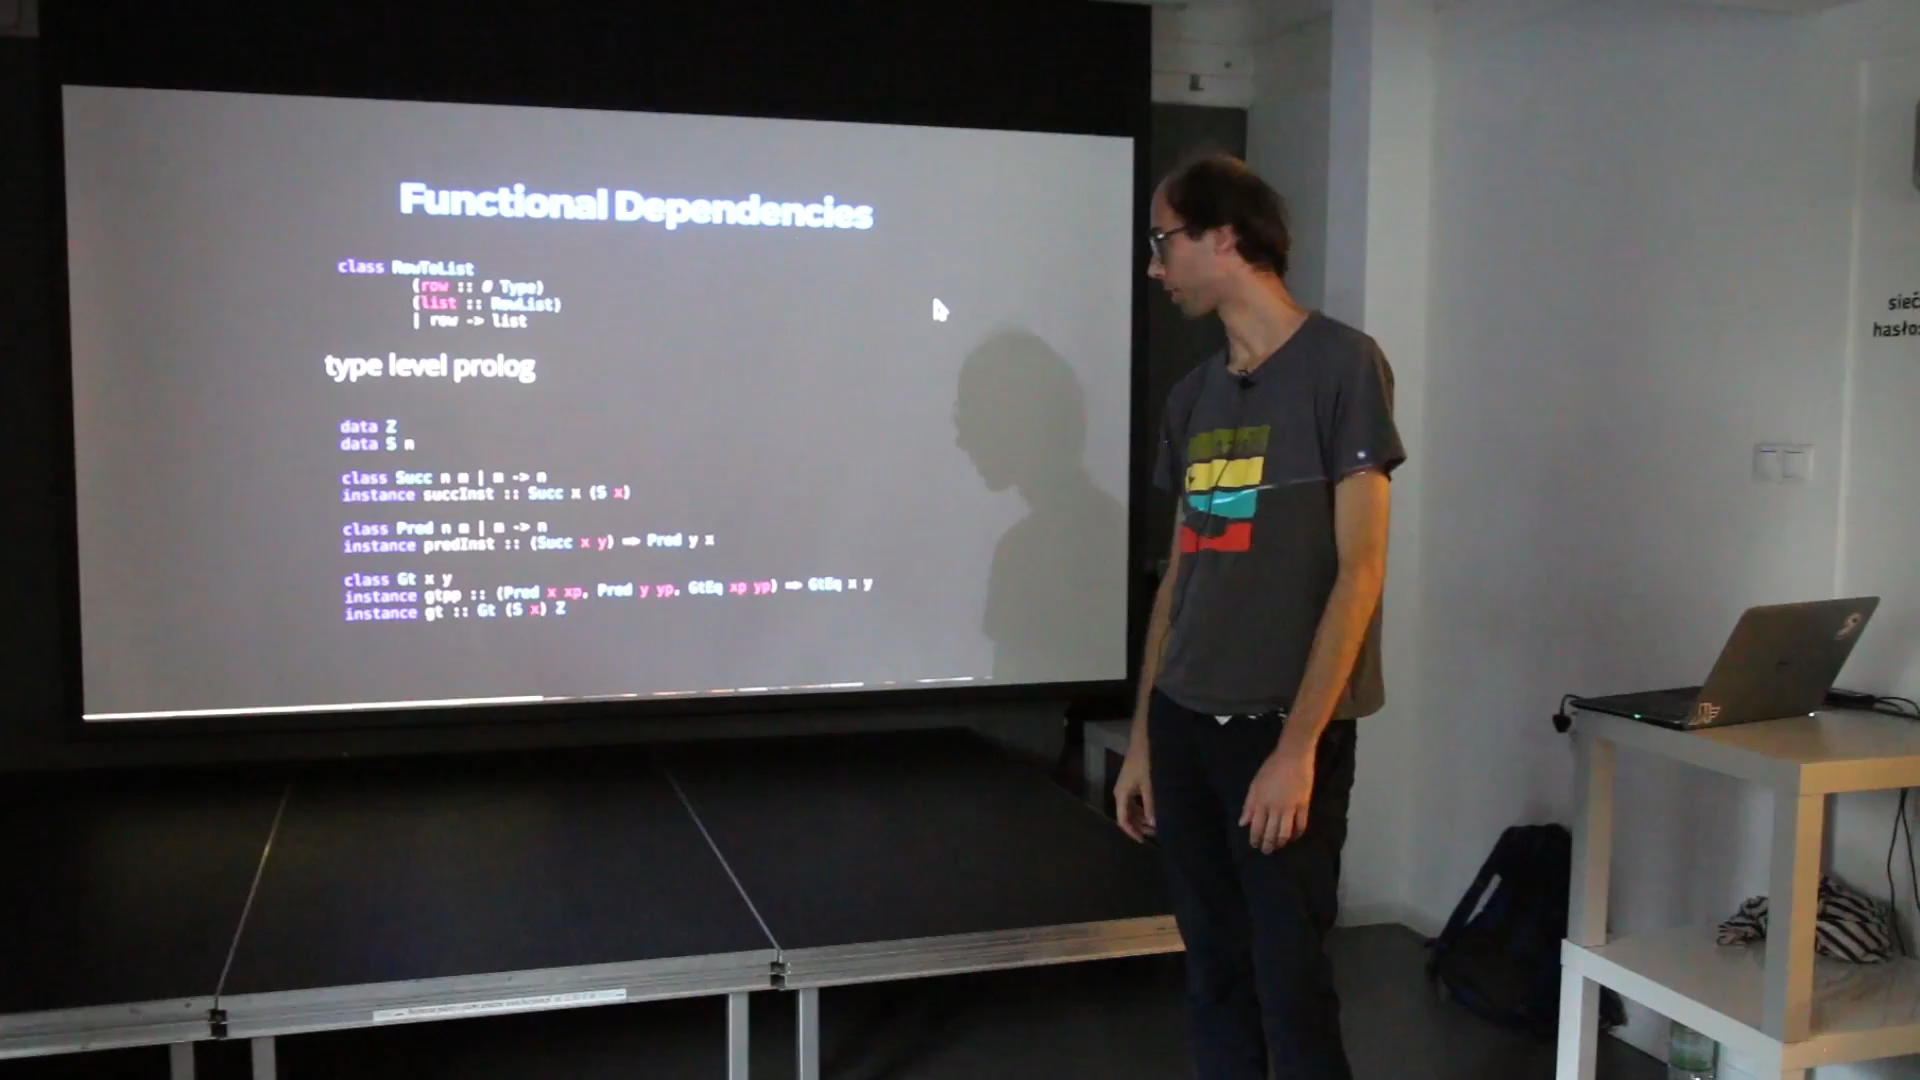 Functional Dependencies
class RowToList
(row :: # Type)
(list :: RowList)
| row -> list
type level prolog
data Z
data S n
class Succ n m | m -> n
instance succInst :: Succ x (S x)
class Pred n m | m -> n
instance predInst :: (Succ x y) => Pred y x
class Gt x y
instance gtpp :: (Pred x xp, Pred y yp, GtEq xp yp) => GtEq x y
instance gt :: Gt (S x) Z
sieć
hasło: